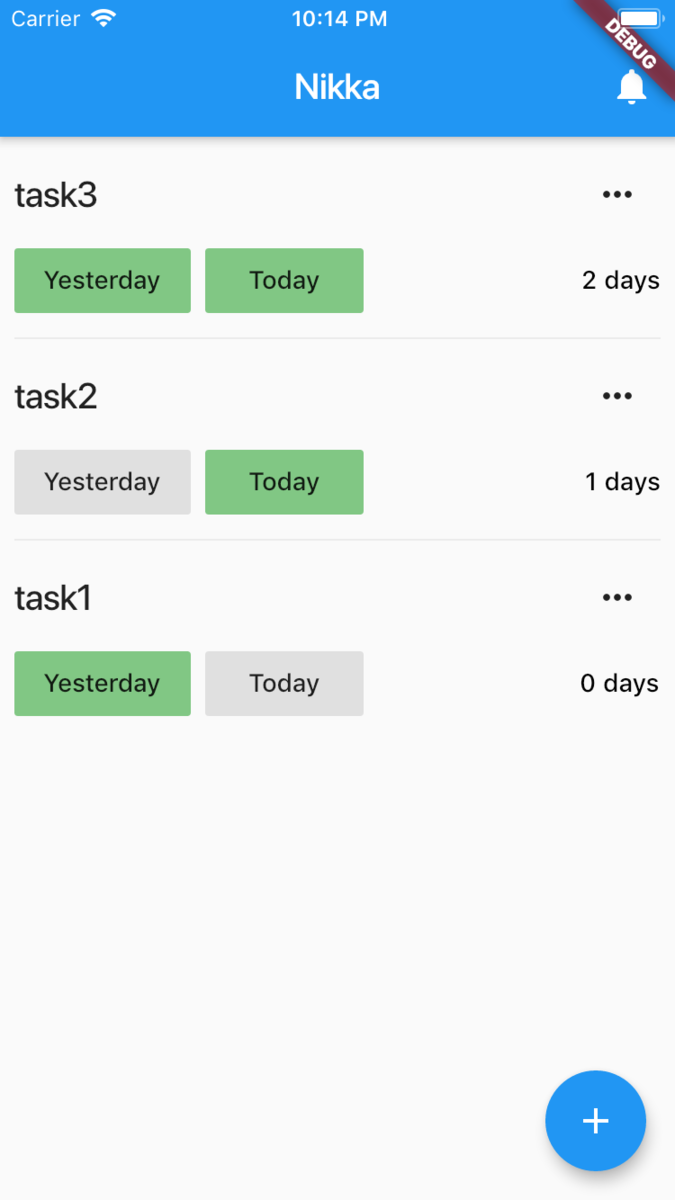 Carrier 10:14 PM
DEBUG
Nikka
task3 •••
Yesterday Today 2 days
task2 •••
Yesterday Today 1 days
task1 •••
Yesterday Today 0 days
+